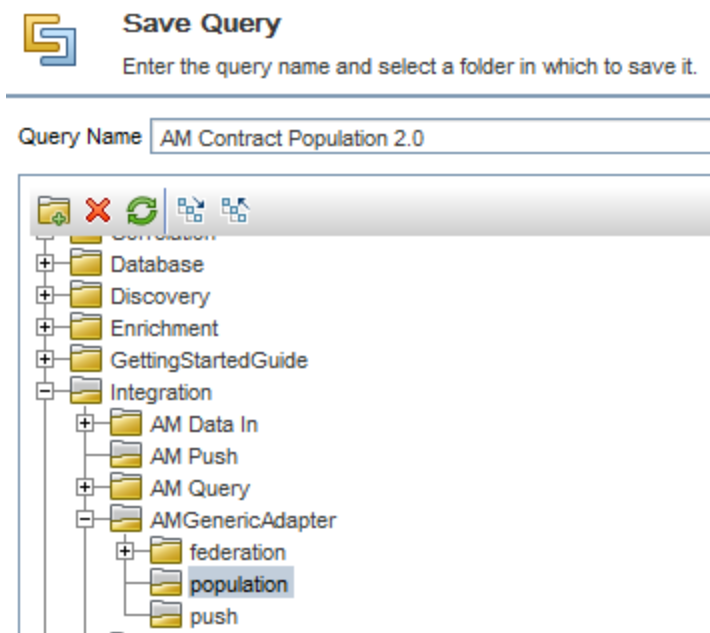 Save Query
Enter the query name and select a folder in which to save it.
Query Name AM Contract Population 2.0
Correlation
Database
Discovery
Enrichment
GettingStartedGuide
Integration
AM Data In
AM Push
AM Query
AMGenericAdapter
federation
population
push